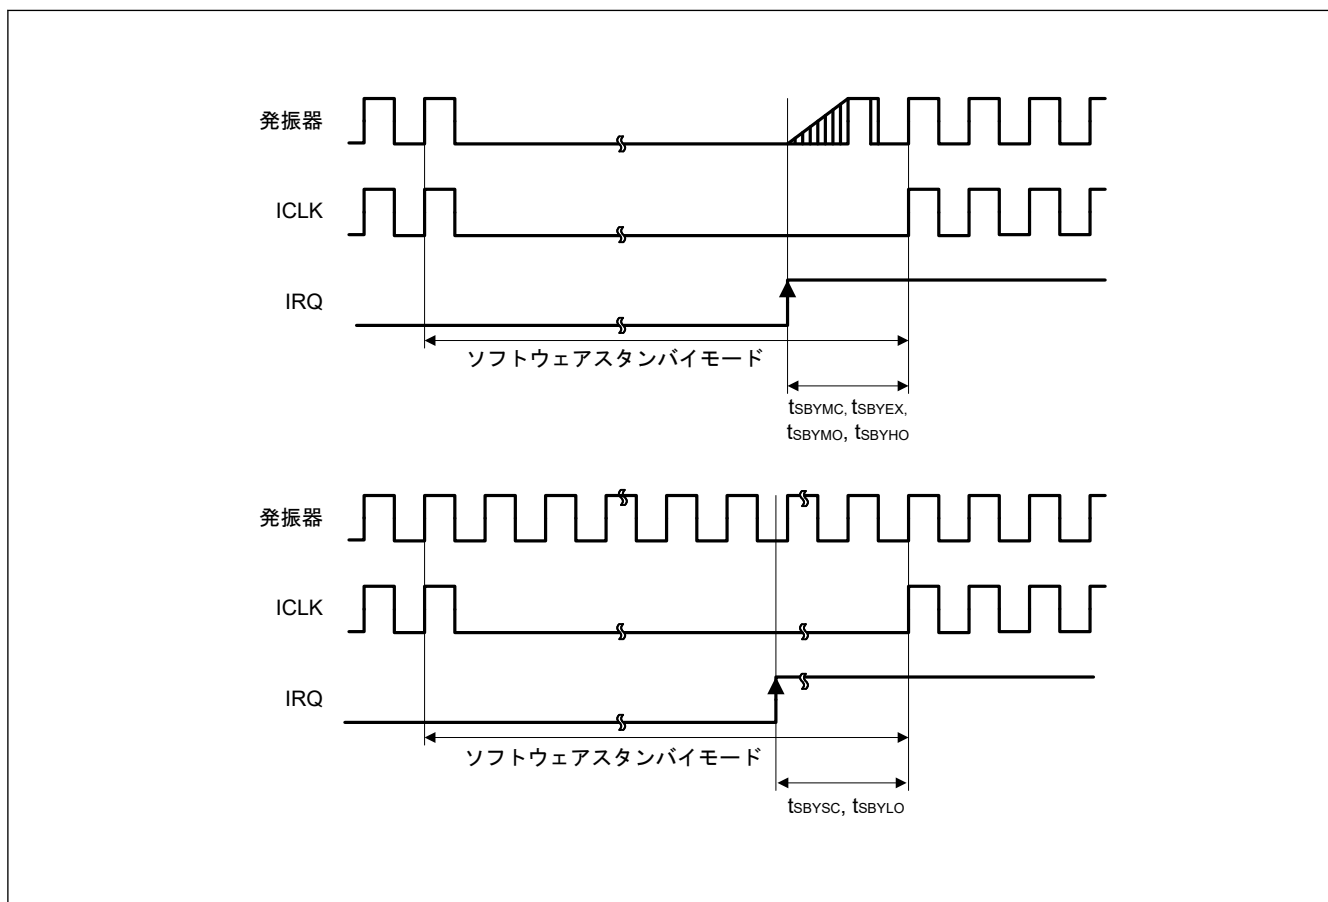 発振器
ICLK
IRQ
ソフトウェアスタンバイモード
tSBYMC, tSBYEX,
tSBYMO, tSBYHO
発振器
ICLK
IRQ
ソフトウェアスタンバイモード
tSBYSC, tSBYLO